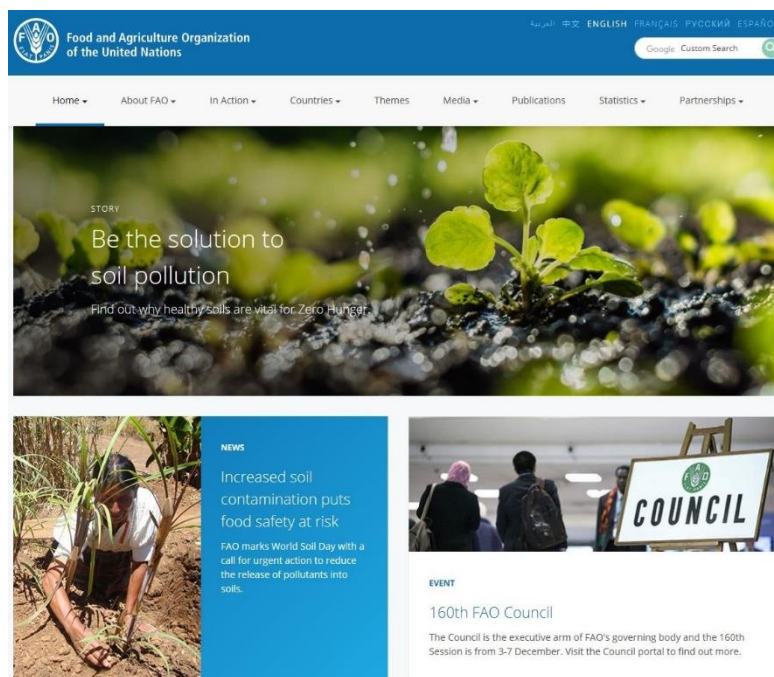 العربية 中文 ENGLISH FRANÇAIS РУССКИЙ ESPAÑO
Food and Agriculture Organization
of the United Nations
Google Custom Search
Home About FAO In Action Countries Themes Media Publications Statistics Partnerships
STORY
Be the solution to
soil pollution
Find out why healthy soils are vital for Zero Hunger.
NEWS
Increased soil
contamination puts
food safety at risk
FAO marks World Soil Day with a
call for urgent action to reduce
the release of pollutants into
soils.
FAO
COUNCIL
EVENT
160th FAO Council
The Council is the executive arm of FAO's governing body and the 160th
Session is from 3-7 December. Visit the Council portal to find out more.